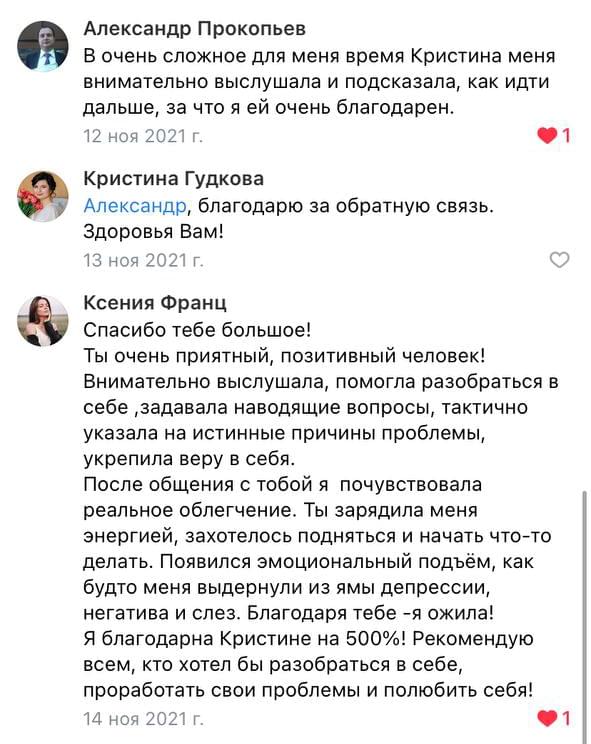 Александр Прокопьев
В очень сложное для меня время Кристина меня
внимательно выслушала и подсказала, как идти
дальше, за что я ей очень благодарен.
12 ноя 2021 г.
1
Кристина Гудкова
Александр, благодарю за обратную связь.
Здоровья Вам!
13 ноя 2021 г.
Ксения Франц
Спасибо тебе большое!
Ты очень приятный, позитивный человек!
Внимательно выслушала, помогла разобраться в
себе ,задавала наводящие вопросы, тактично
указала на истинные причины проблемы,
укрепила веру в себя.
После общения с тобой я  почувствовала
реальное облегчение. Ты зарядила меня
энергией, захотелось подняться и начать что-то
делать. Появился эмоциональный подъём, как
будто меня выдернули из ямы депрессии,
негатива и слез. Благодаря тебе -я ожила!
Я благодарна Кристине на 500%! Рекомендую
всем, кто хотел бы разобраться в себе,
проработать свои проблемы и полюбить себя!
14 ноя 2021 г.
1